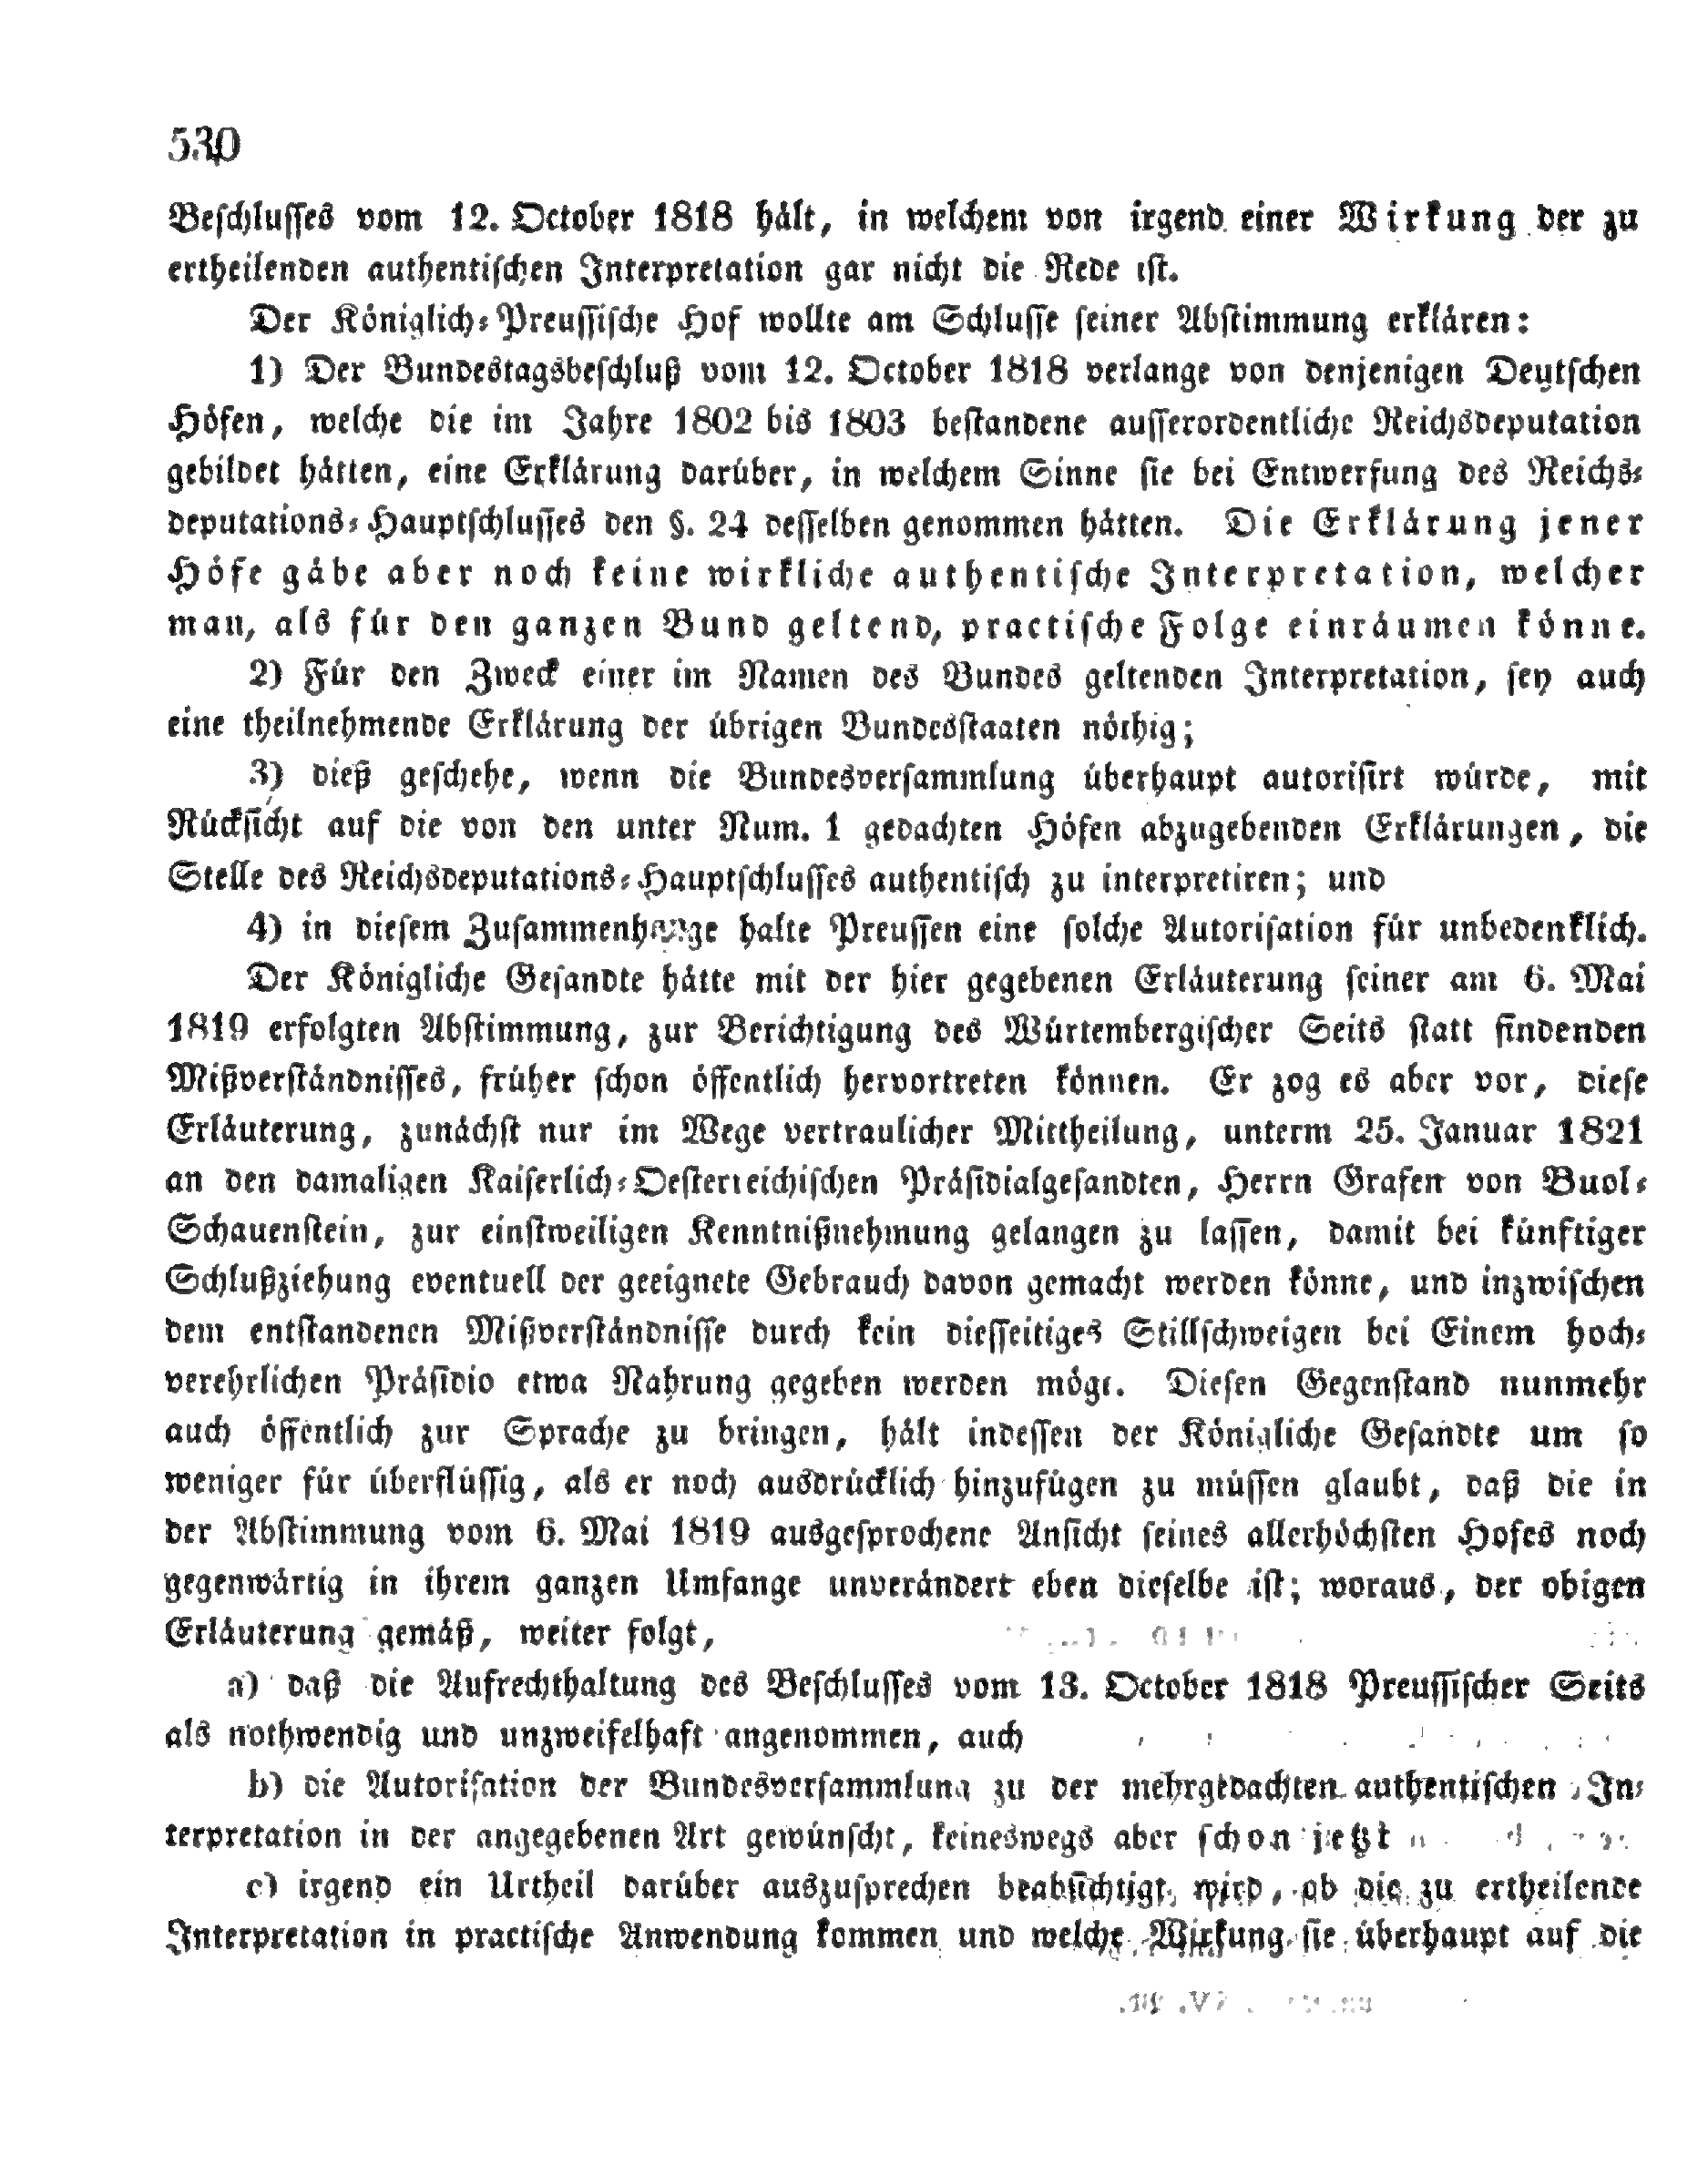 530
Beschlusses vom 12. October 1818 hält, in welchem von irgend einer Wirkung der zu
ertheilenden authentischen Interpretation gar nicht die Rede ist.
Der Königlich-Preussische Hof wollte am Schlusse seiner Abstimmung erklären:
1) Der Bundestagsbeschluß vom 12. October 1818 verlange von denjenigen Deutschen
Höfen, welche die im Jahre 1802 bis 1803 bestandene ausserordentliche Reichsdeputation
gebildet hätten, eine Erklärung darüber, in welchem Sinne sie bei Entwerfung des Reichs-
deputations-Hauptschlusses den §. 24 desselben genommen hätten. Die Erklärung jener
Höfe gäbe aber noch keine wirkliche authentische Interpretation, welcher
man, als für den ganzen Bund geltend, practische Folge einräumen könne.
2) Für den Zweck einer im Namen des Bundes geltenden Interpretation, sey auch
eine theilnehmende Erklärung der übrigen Bundesstaaten nöthig;
3) dieß geschehe, wenn die Bundesversammlung überhaupt autorisirt würde, mit
Rücksicht auf die von den unter Num. 1 gedachten Höfen abzugebenden Erklärungen, die
Stelle des Reichsdeputations-Hauptschlusses authentisch zu interpretiren; und
4) in diesem Zusammenhange halte Preussen eine solche Autorisation für unbedenklich.
Der Königliche Gesandte hätte mit der hier gegebenen Erläuterung seiner am 6. Mai
1819 erfolgten Abstimmung, zur Berichtigung des Würtembergischer Seits statt findenden
Mißverständnisses, früher schon öffentlich hervortreten können. Er zog es aber vor, diese
Erläuterung, zunächst nur im Wege vertraulicher Mittheilung, unterm 25. Januar 1821
an den damaligen Kaiserlich-Oesterreichischen Präsidialgesandten, Herrn Grafen von Buol-
Schauenstein, zur einstweiligen Kenntnißnehmung gelangen zu lassen, damit bei künftiger
Schlußziehung eventuell der geeignete Gebrauch davon gemacht werden könne, und inzwischen
dem entstandenen Mißverständnisse durch kein diesseitiges Stillschweigen bei Einem hoch-
verehrlichen Präsidio etwa Nahrung gegeben werden möge. Diesen Gegenstand nunmehr
auch öffentlich zur Sprache zu bringen, hält indessen der Königliche Gesandte um so
weniger für überflüssig, als er noch ausdrücklich hinzufügen zu müssen glaubt, daß die in
der Abstimmung vom 6. Mai 1819 ausgesprochene Ansicht seines allerhöchsten Hofes noch
gegenwärtig in ihrem ganzen Umfange unverändert eben dieselbe ist; woraus, der obigen
Erläuterung gemäß, weiter folgt,
a) daß die Aufrechthaltung des Beschlusses vom 13. October 1818 Preussischer Seits
als nothwendig und unzweifelhaft angenommen, auch
b) die Autorisation der Bundesversammlung zu der mehrgedachten authentischen In-
terpretation in der angegebenen Art gewünscht, keineswegs aber schon jetzt
c) irgend ein Urtheil darüber auszusprechen beabsichtigt wird, ob die zu ertheilende
Interpretation in practische Anwendung kommen und welche Wirkung sie überhaupt auf die